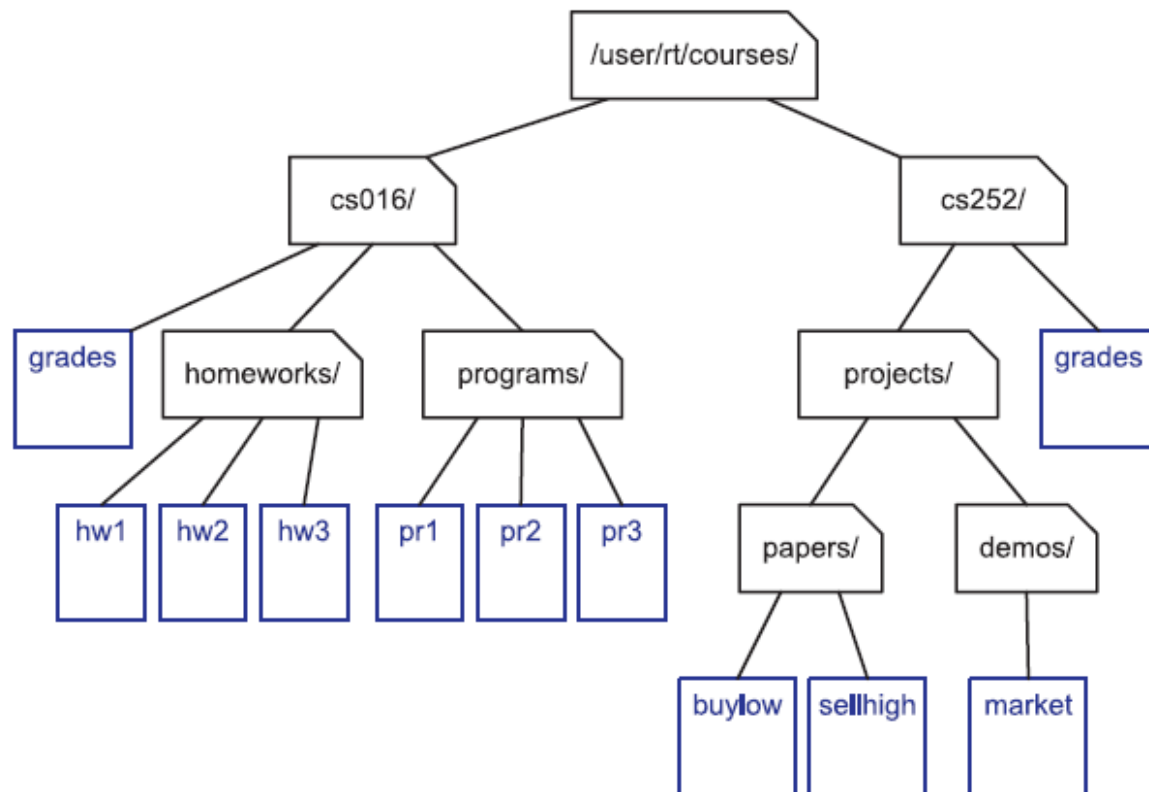 /user/rt/courses/
cs016/
cs252/
grades
homeworks/
programs/
projects/
grades
hw1
hw2
hw3
pr1
pr2
pr3
papers/
demos/
buylow
sellhigh
market